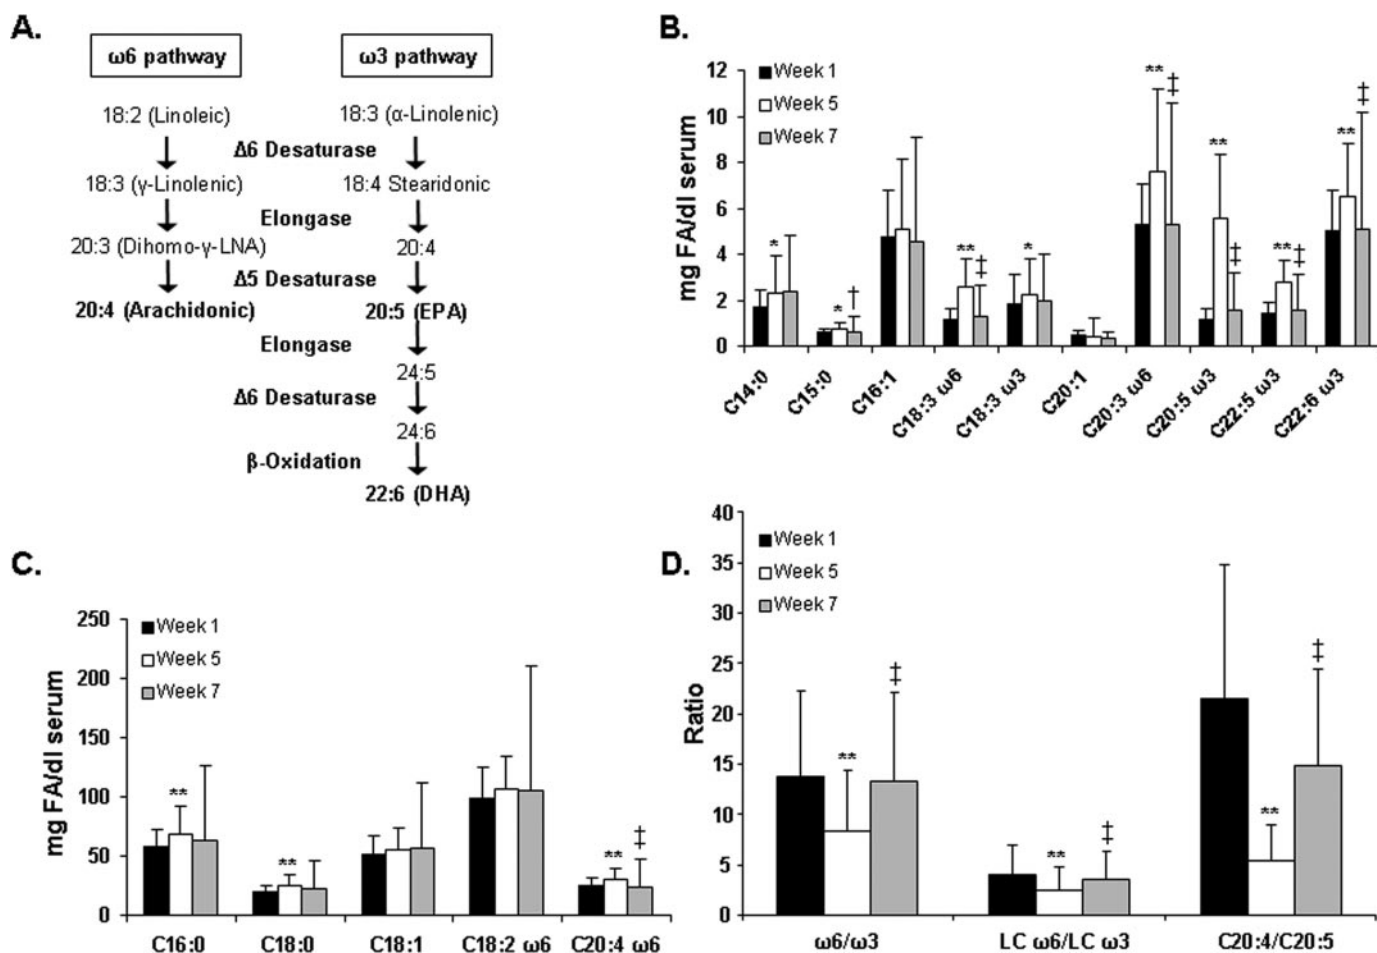 A.
ω6 pathway
ω3 pathway
18:2 (Linoleic)
18:3 (α-Linolenic)
Δ6 Desaturase
18:3 (γ-Linolenic)
18:4 Stearidonic
Elongase
20:3 (Dihomo-γ-LNA)
20:4
Δ5 Desaturase
20:4 (Arachidonic)
20:5 (EPA)
Elongase
24:5
Δ6 Desaturase
24:6
β-Oxidation
22:6 (DHA)
B.
mg FA/dl serum
12
10
8
6
4
2
0
Week 1
Week 5
Week 7
*
*
†
**
‡
*
**
‡
**
‡
**
‡
**
‡
C14:0
C15:0
C16:1
C18:3 ω6
C18:3 ω3
C20:1
C20:3 ω6
C20:5 ω3
C22:5 ω3
C22:6 ω3
C.
mg FA/dl serum
250
200
150
100
50
0
Week 1
Week 5
Week 7
**
**
**
‡
C16:0
C18:0
C18:1
C18:2 ω6
C20:4 ω6
D.
Ratio
40
35
30
25
20
15
10
5
0
Week 1
Week 5
Week 7
**
‡
**
‡
**
‡
ω6/ω3
LC ω6/LC ω3
C20:4/C20:5